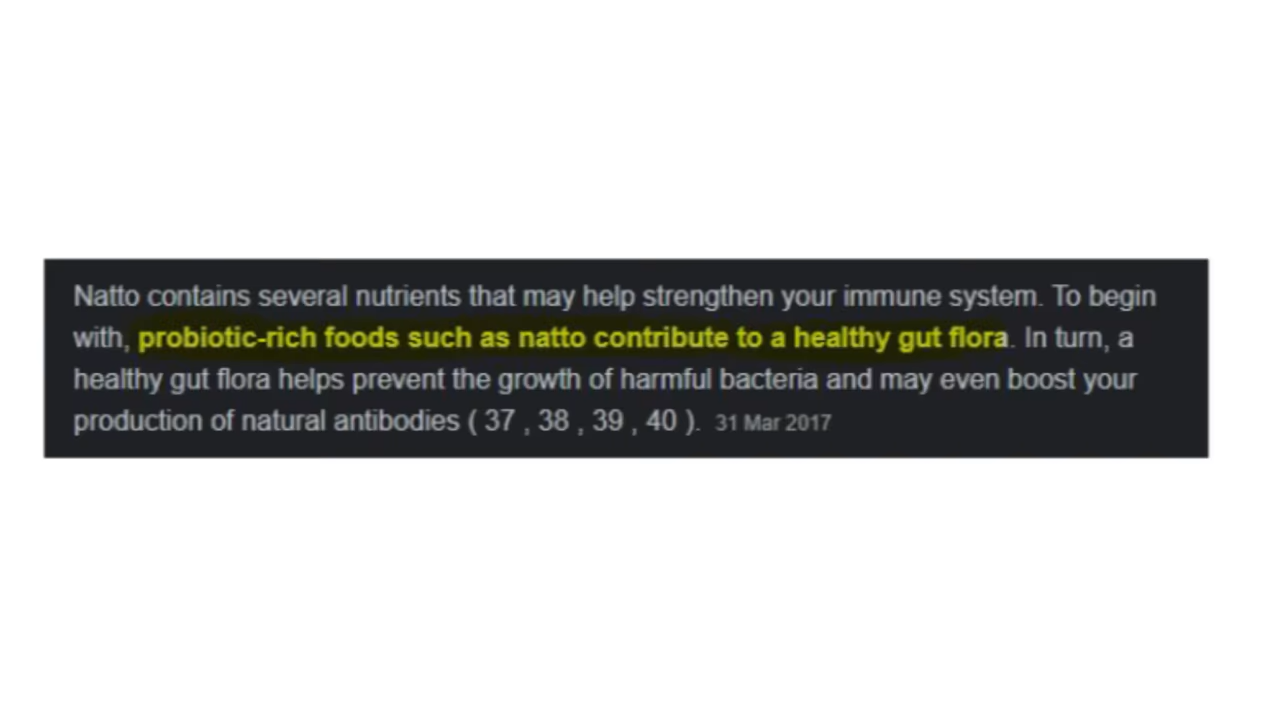 Natto contains several nutrients that may help strengthen your immune system. To begin
with, probiotic-rich foods such as natto contribute to a healthy gut flora. In turn, a
healthy gut flora helps prevent the growth of harmful bacteria and may even boost your
production of natural antibodies ( 37 , 38 , 39 , 40 ). 31 Mar 2017